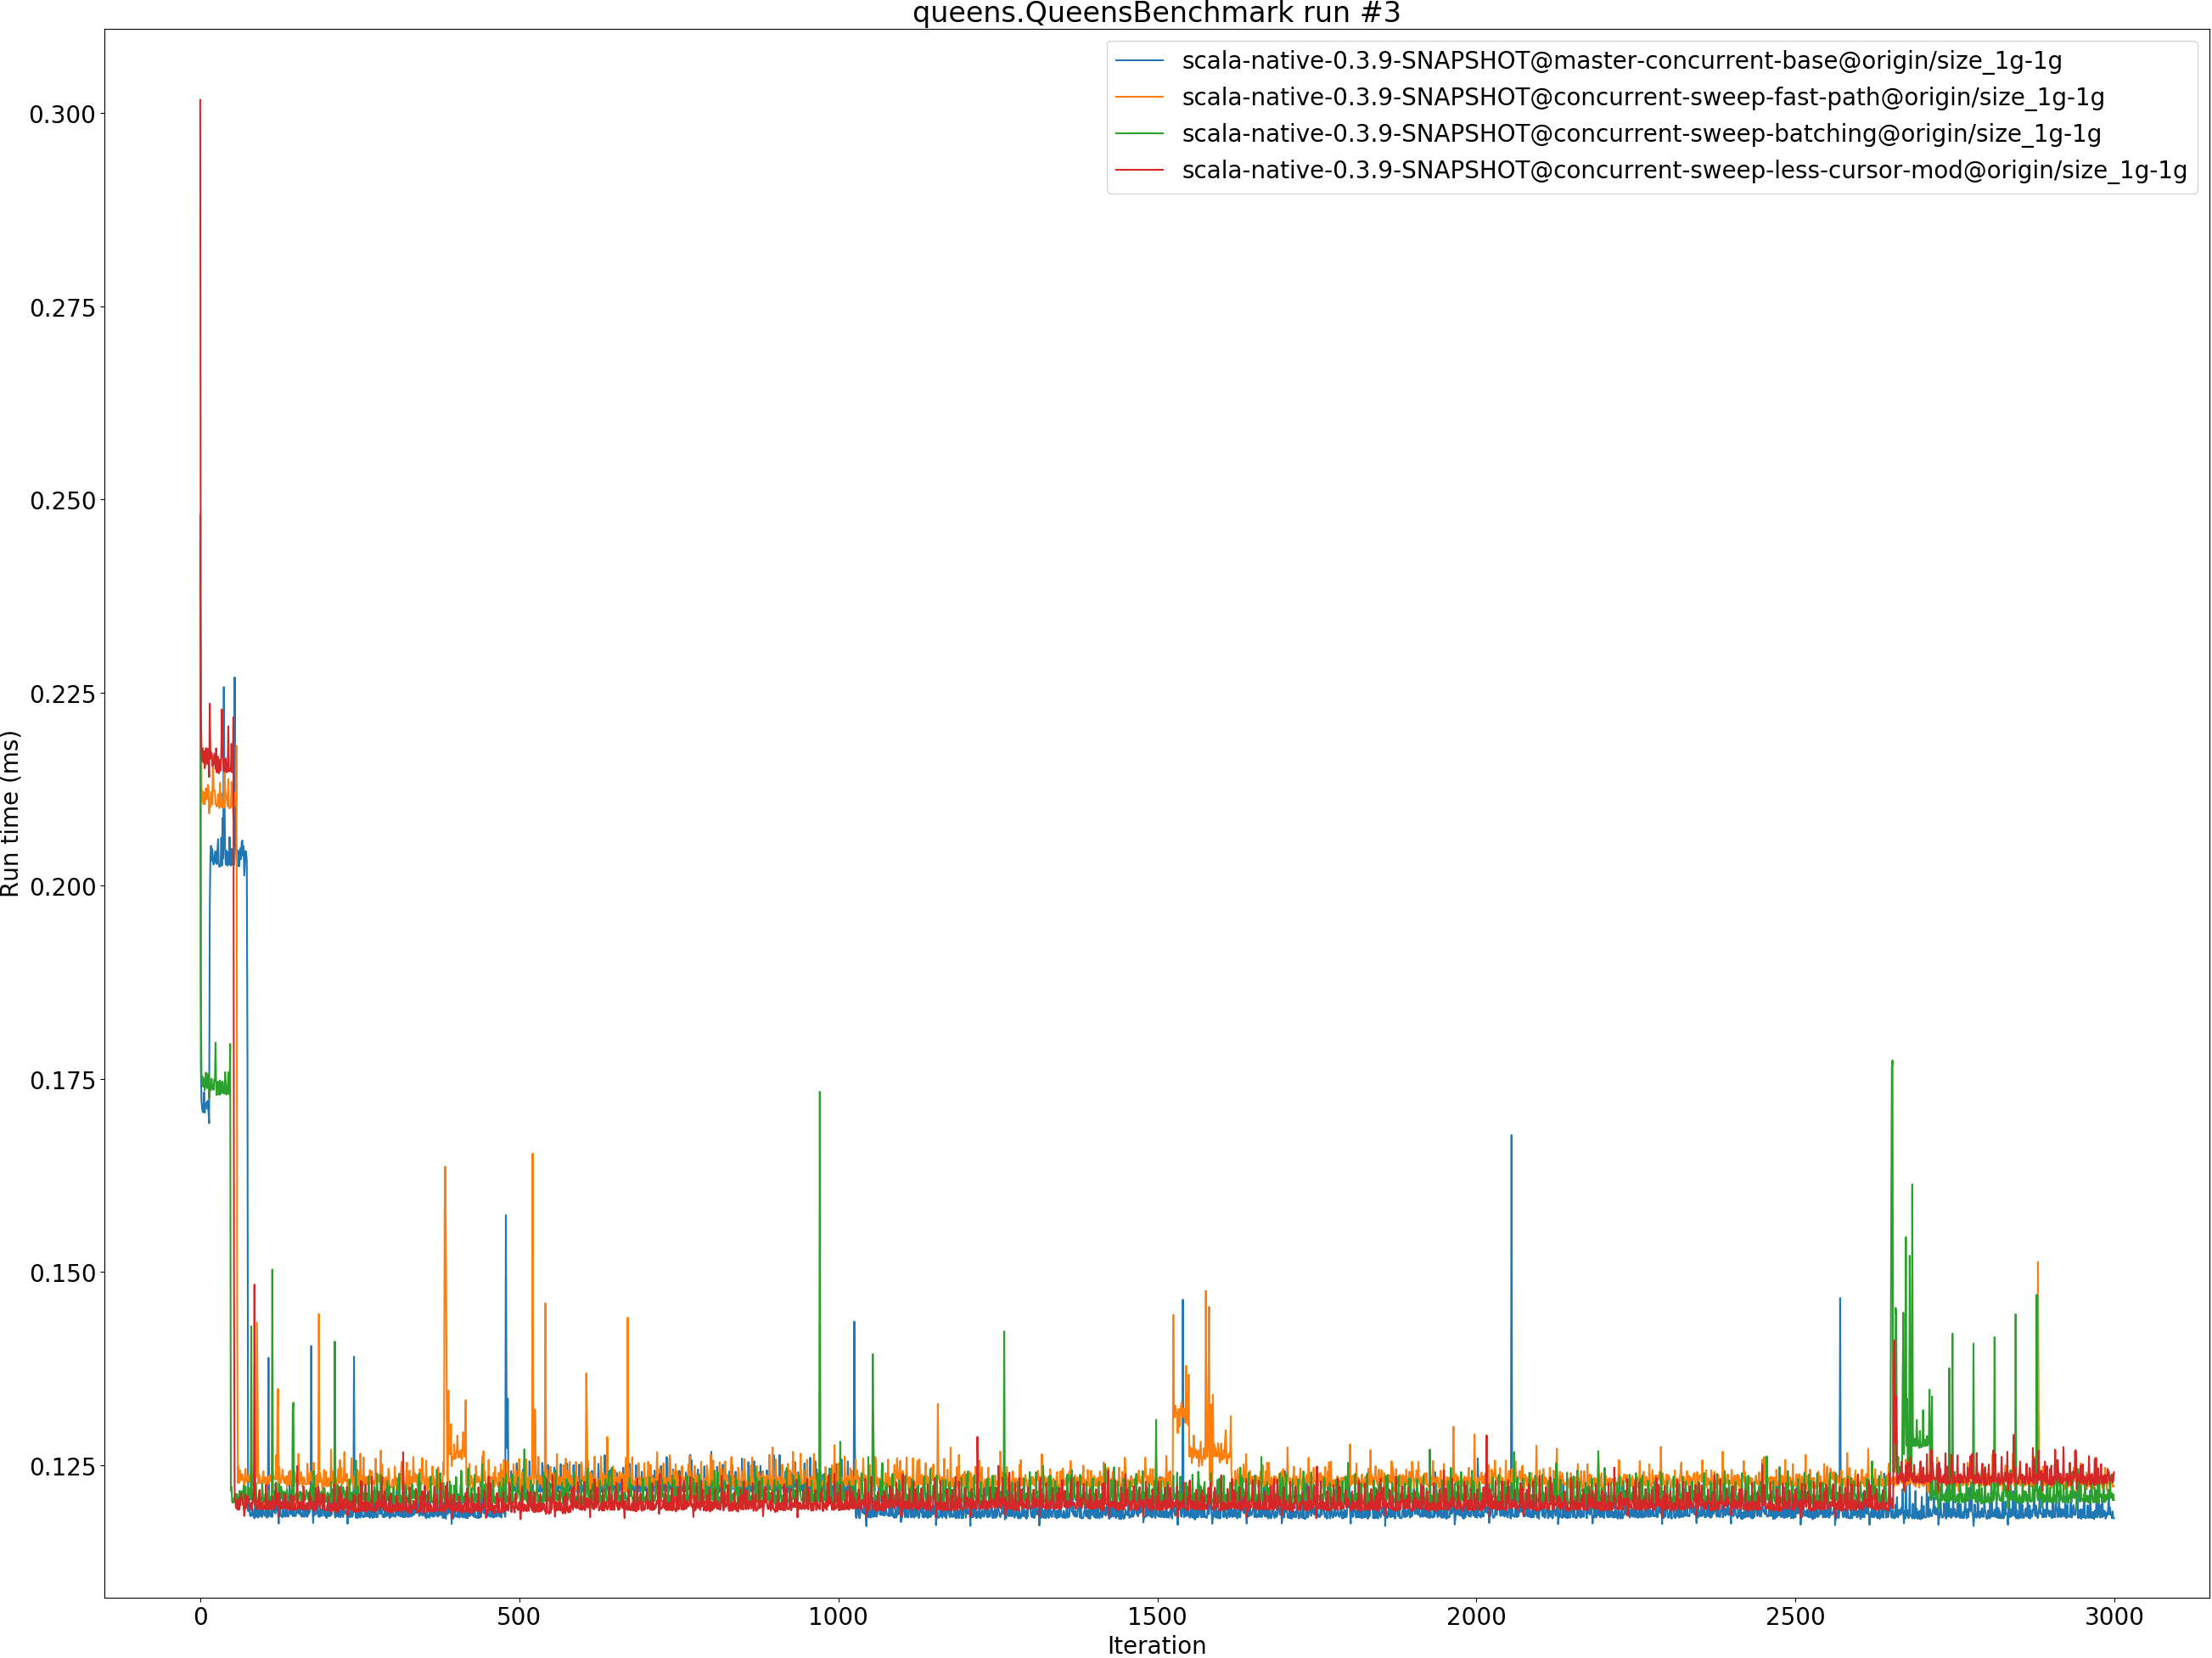 queens.QueensBenchmark run #3
scala-native-0.3.9-SNAPSHOT@master-concurrent-base@origin/size_1g-1g
scala-native-0.3.9-SNAPSHOT@concurrent-sweep-fast-path@origin/size_1g-1g
scala-native-0.3.9-SNAPSHOT@concurrent-sweep-batching@origin/size_1g-1g
scala-native-0.3.9-SNAPSHOT@concurrent-sweep-less-cursor-mod@origin/size_1g-1g
0.300
0.275
0.250
0.225
0.200
0.175
0.150
0.125
Run time (ms)
0 500 1000 1500 2000 2500 3000
Iteration